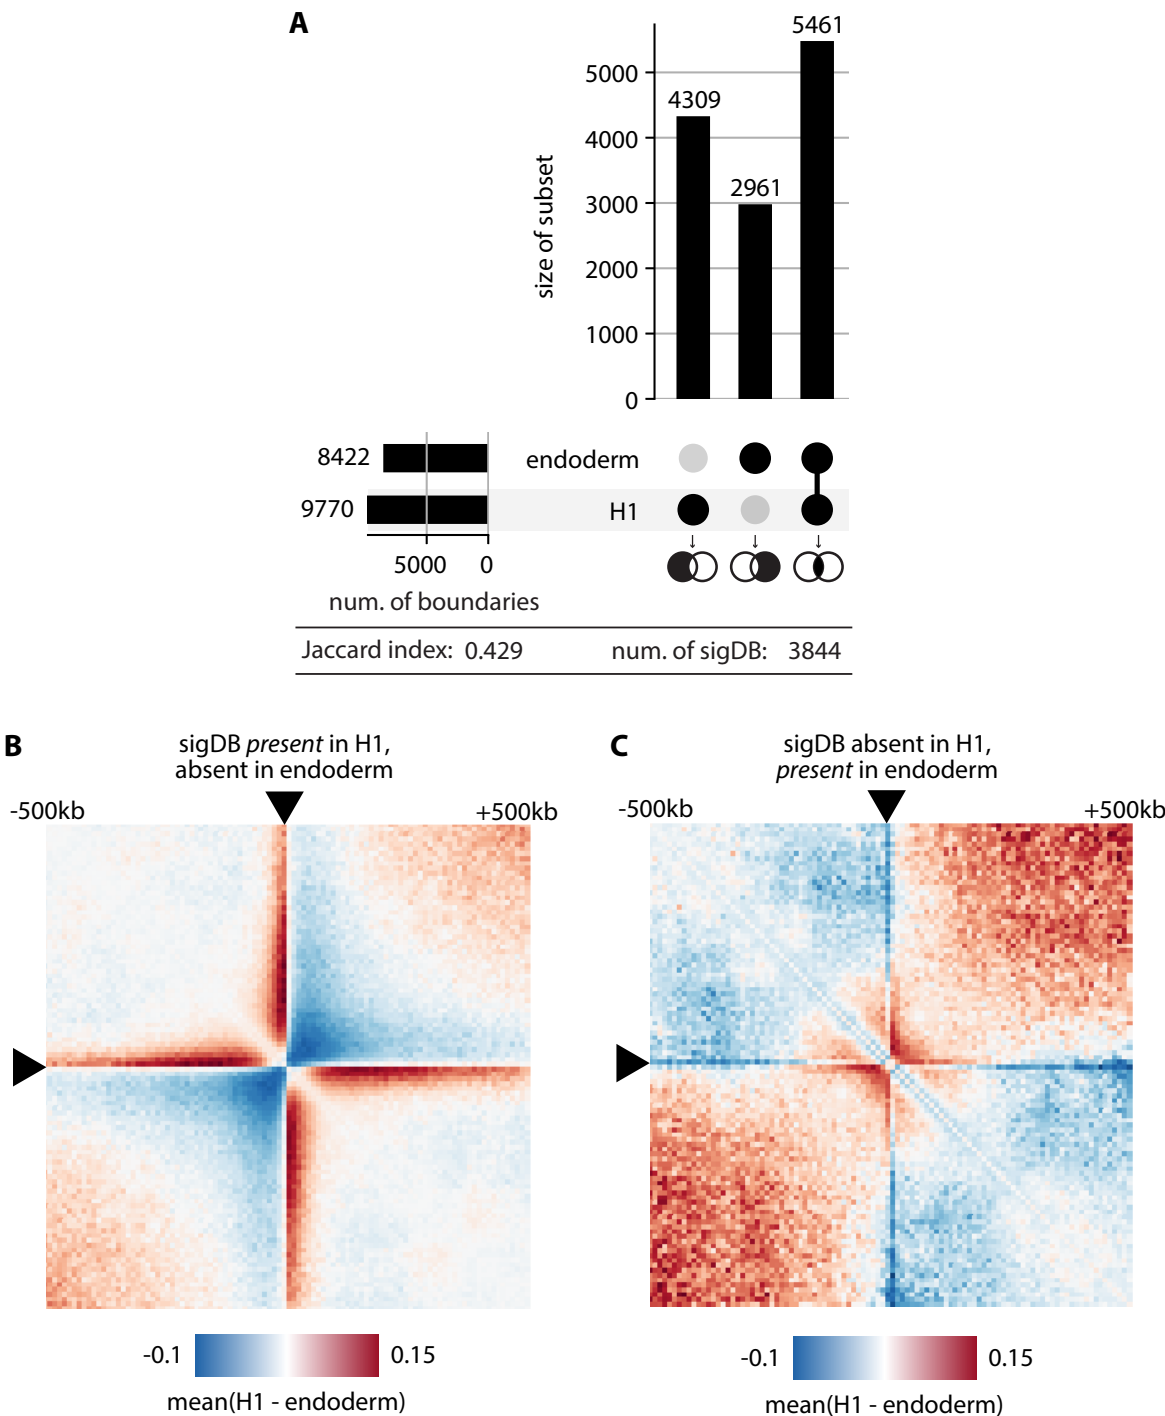 A
5461
5000
4309
4000
2961
3000
size of subset
2000
1000
0
8422
endoderm
9770
H1
5000 0
num. of boundaries
Jaccard index: 0.429 num. of sigDB: 3844
B
sigDB present in H1,
absent in endoderm
-500kb +500kb
-0.1 0.15
mean(H1 - endoderm)
C
sigDB absent in H1,
present in endoderm
-500kb +500kb
-0.1 0.15
mean(H1 - endoderm)